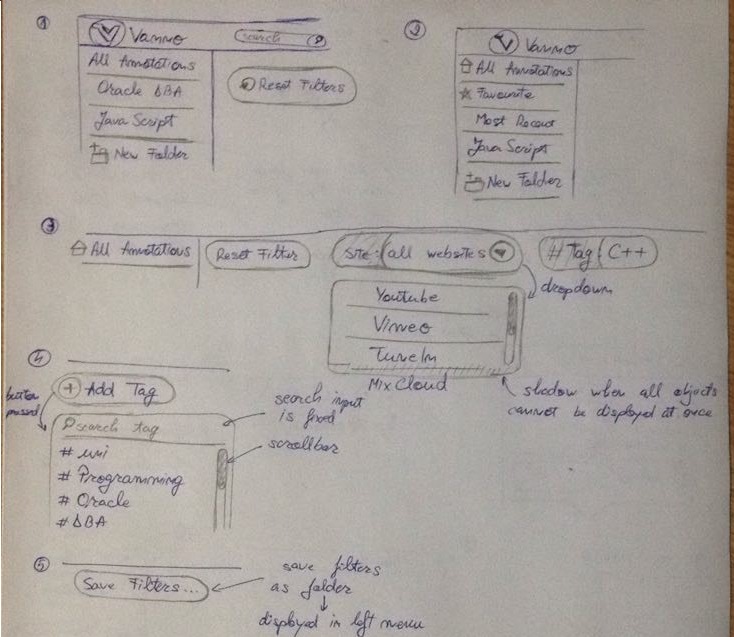 1
Vanno
search
All Annotations
Oracle DBA
Reset Filters
Java Script
New Folder
2
Vanno
All Annotations
Favourite
Most Recent
Java Script
New Folder
3
All Annotations
Reset Filter
Site: all websites
# Tag: C++
dropdown
Youtube
Vimeo
TuneIn
MixCloud
shadow when all objects
cannot be displayed at once
4
button
pressed
+ Add Tag
search input
is fixed
search tag
scrollbar
# uni
# Programming
# Oracle
# DBA
5
Save Filters...
save filters
as folder
displayed in left menu